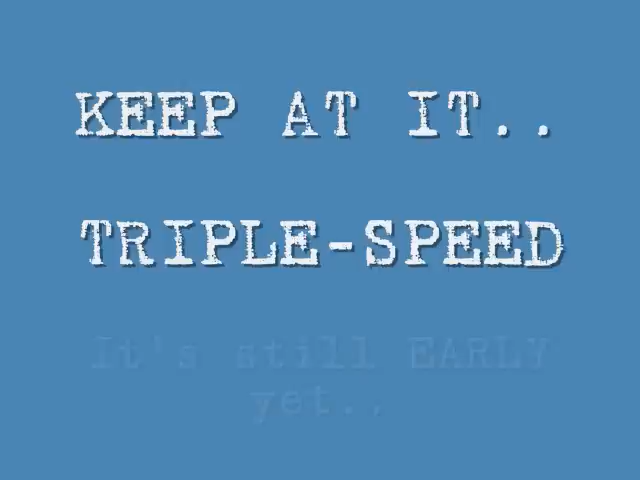 KEEP AT IT..
TRIPLE-SPEED
It's still EARLY
yet..